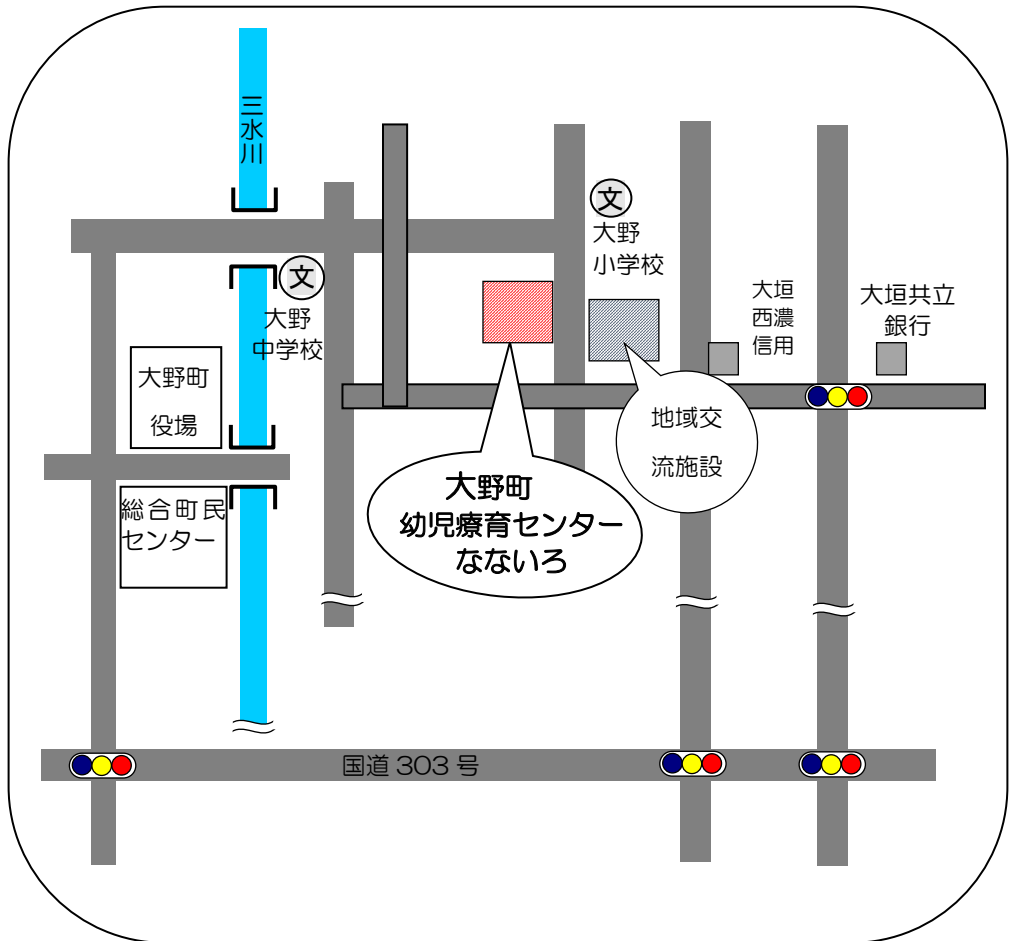 三水川
文
大野
小学校
文
大野
中学校
大垣
西濃
信用
大垣共立
銀行
大野町
役場
地域交
流施設
総合町民
センター
大野町
幼児療育センター
なないろ
国道303号